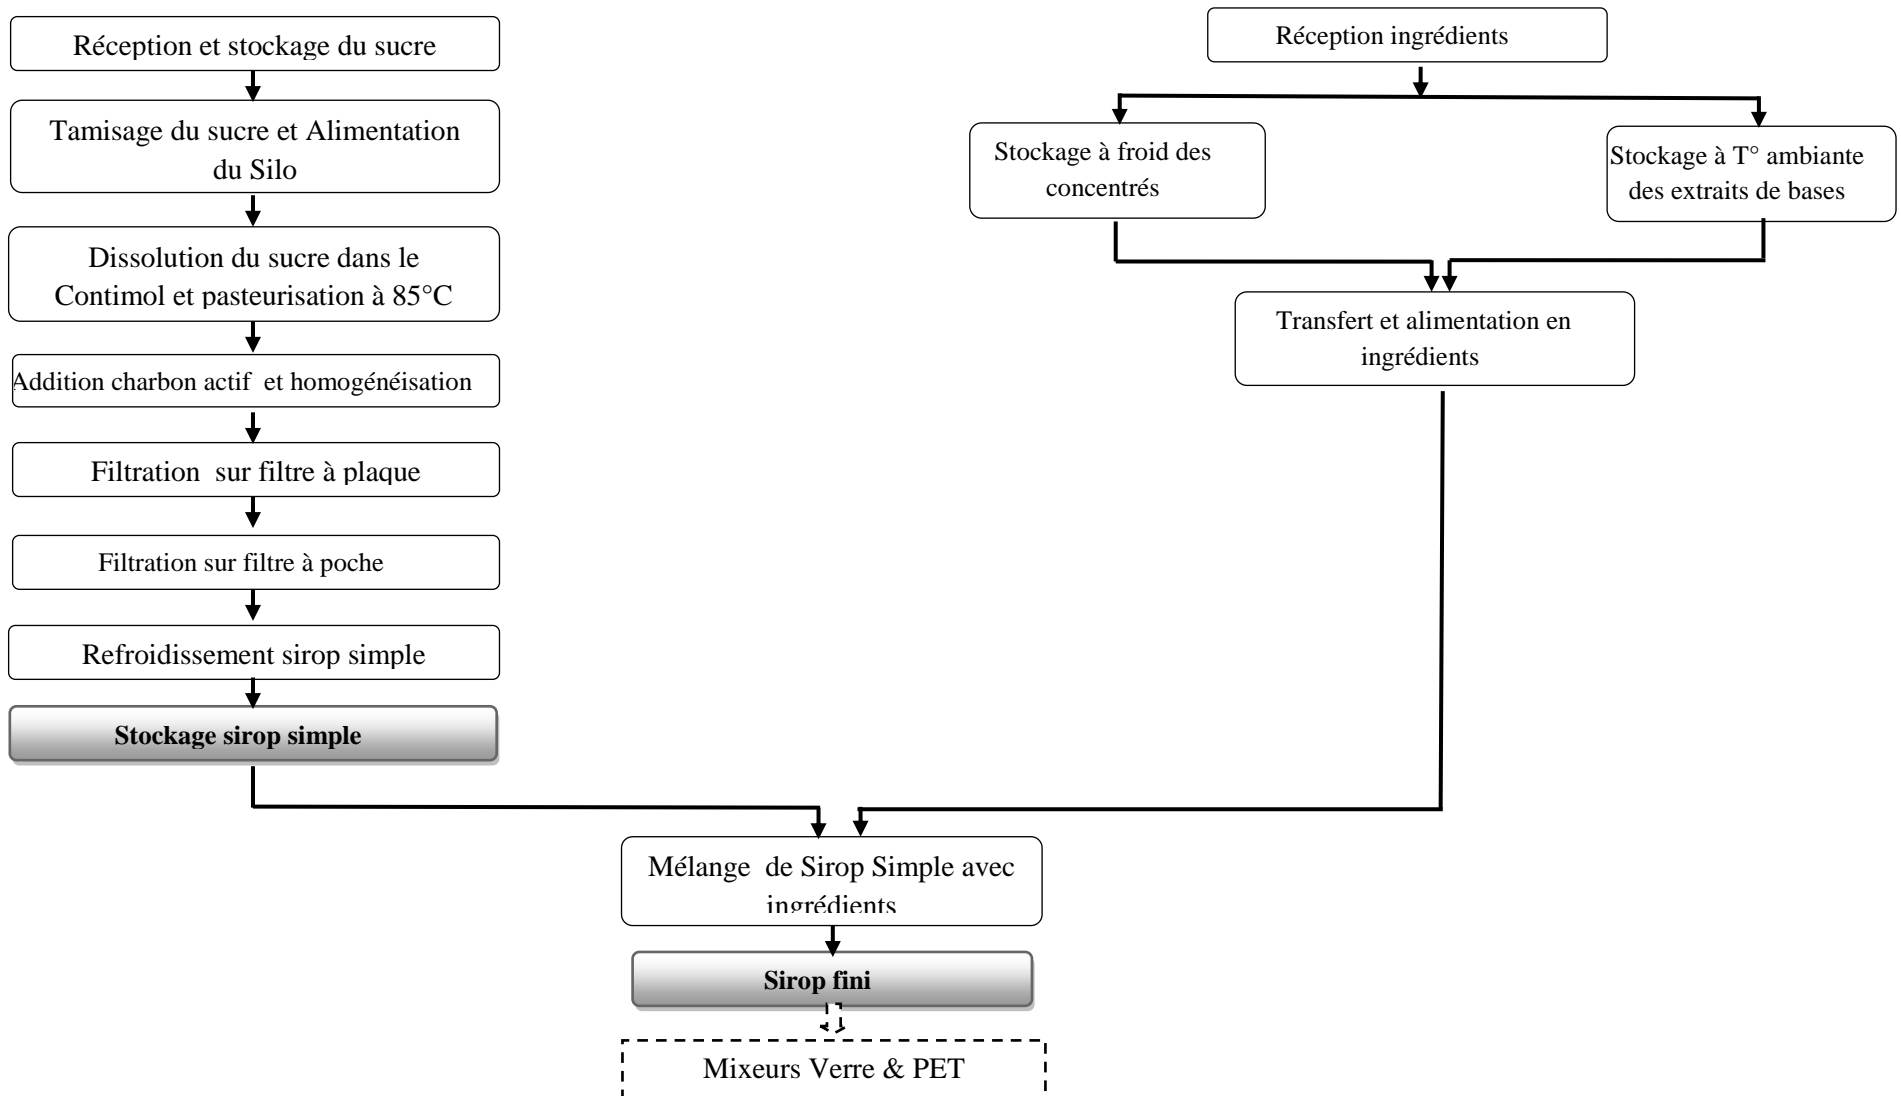 Réception et stockage du sucre
Tamisage du sucre et Alimentation
du Silo
Dissolution du sucre dans le
Contimol et pasteurisation à 85°C
Addition charbon actif et homogénéisation
Filtration sur filtre à plaque
Filtration sur filtre à poche
Refroidissement sirop simple
Stockage sirop simple
Réception ingrédients
Stockage à froid des
concentrés
Stockage à T° ambiante
des extraits de bases
Transfert et alimentation en
ingrédients
Mélange de Sirop Simple avec
ingrédients
Sirop fini
Mixeurs Verre & PET